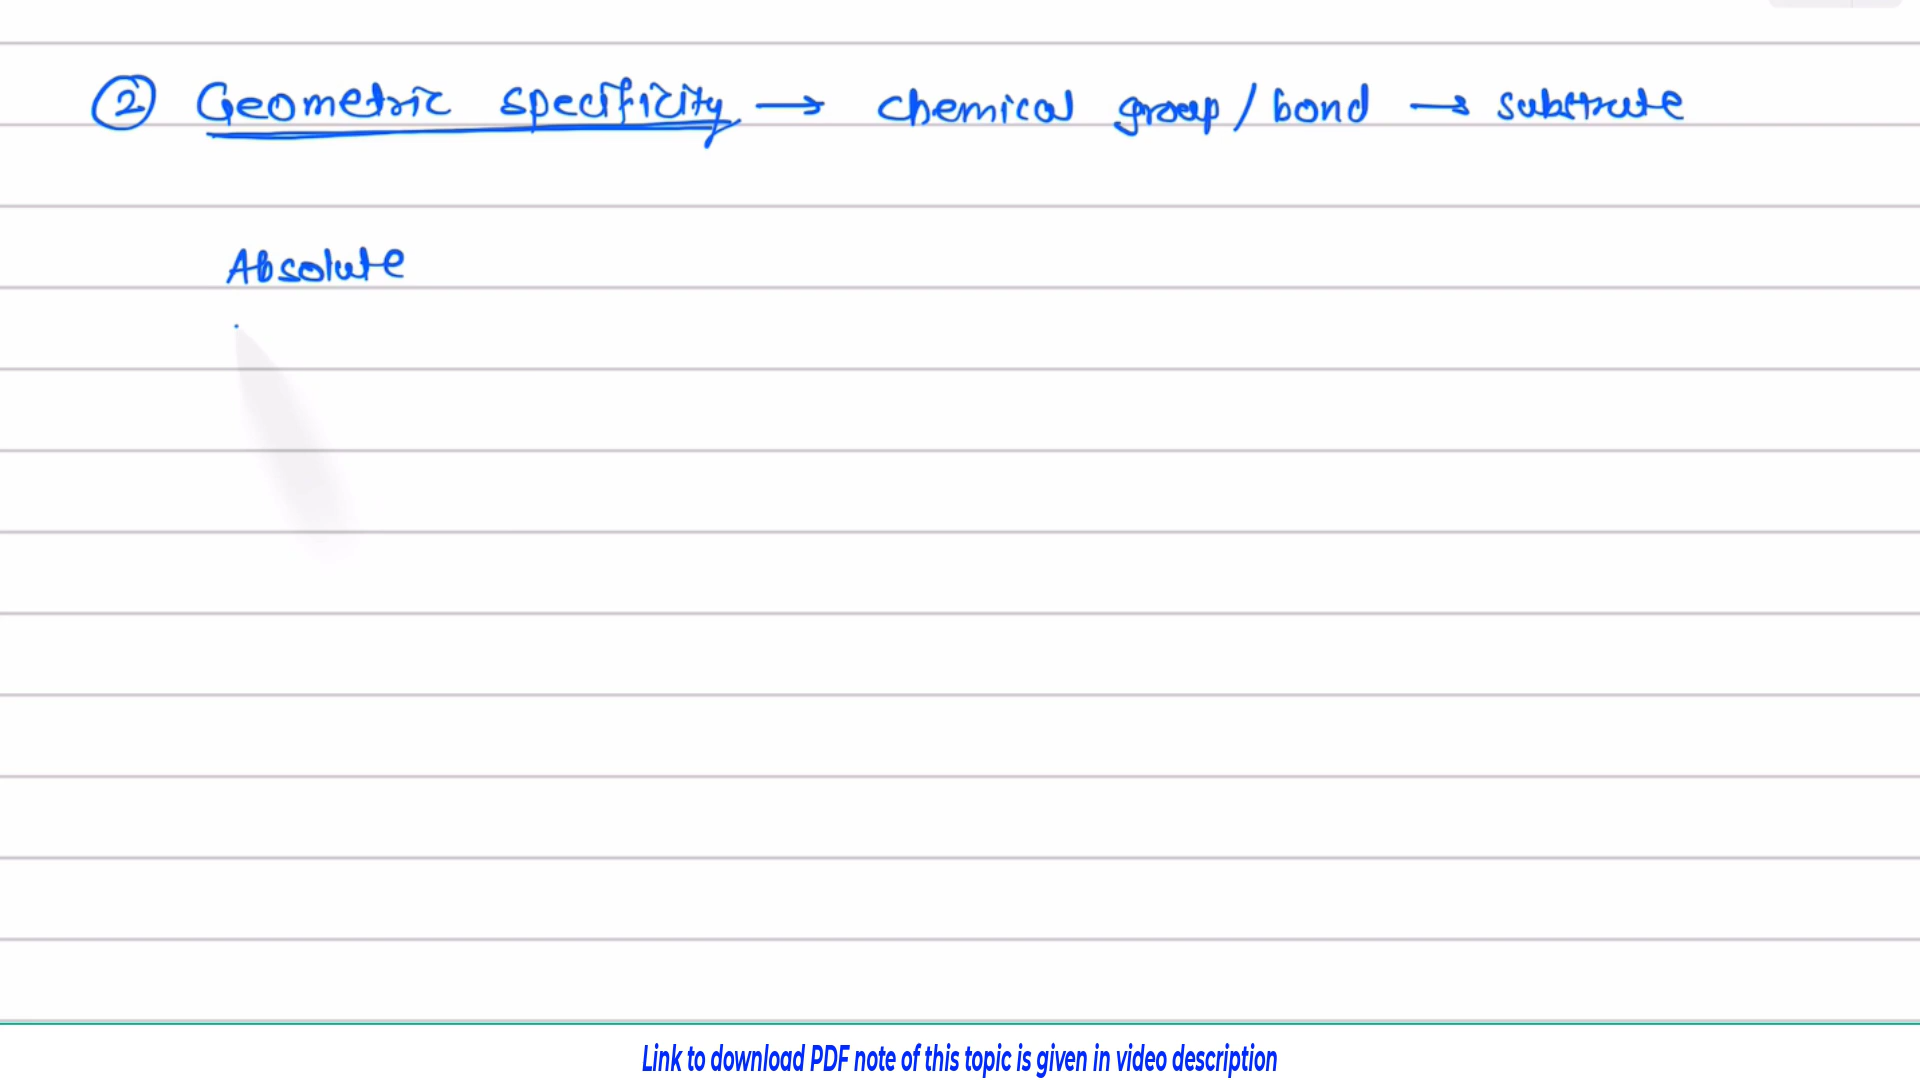 ② Geometric specificity → chemical group / bond → substrate
Absolute
Link to download PDF note of this topic is given in video description